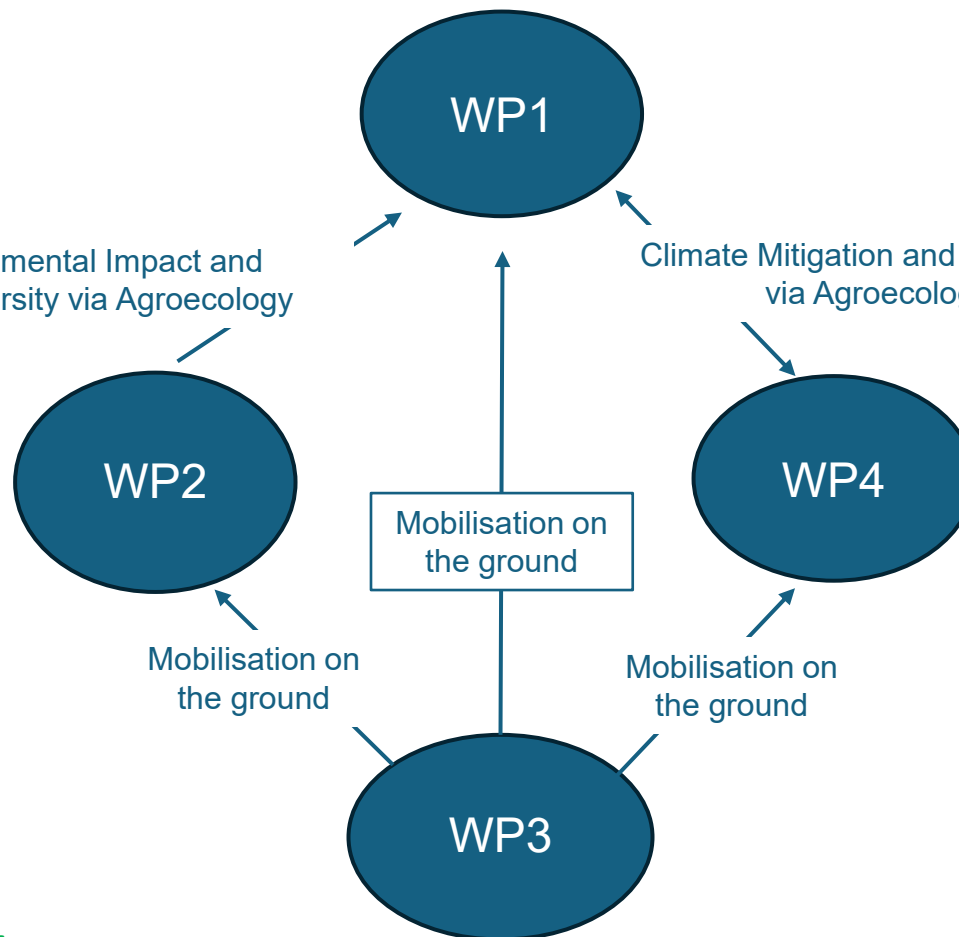 WP1
mental Impact and
rsity via Agroecology
Climate Mitigation and
via Agroecolo
WP2
WP4
Mobilisation on
the ground
Mobilisation on
the ground
Mobilisation on
the ground
WP3